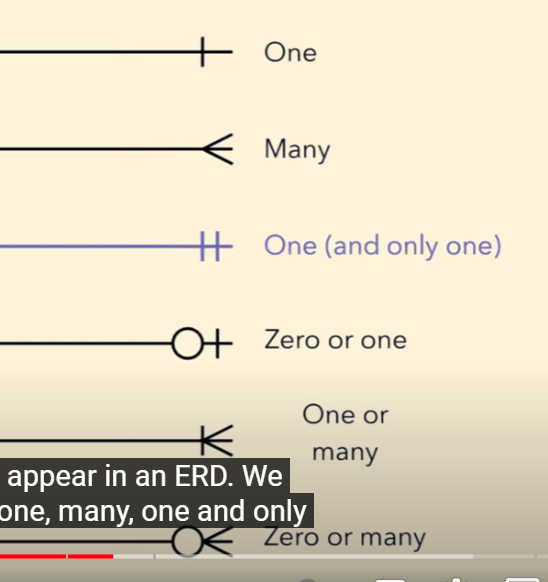 One
Many
One (and only one)
Zero or one
One or
many
appear in an ERD. We
one, many, one and only
Zero or many